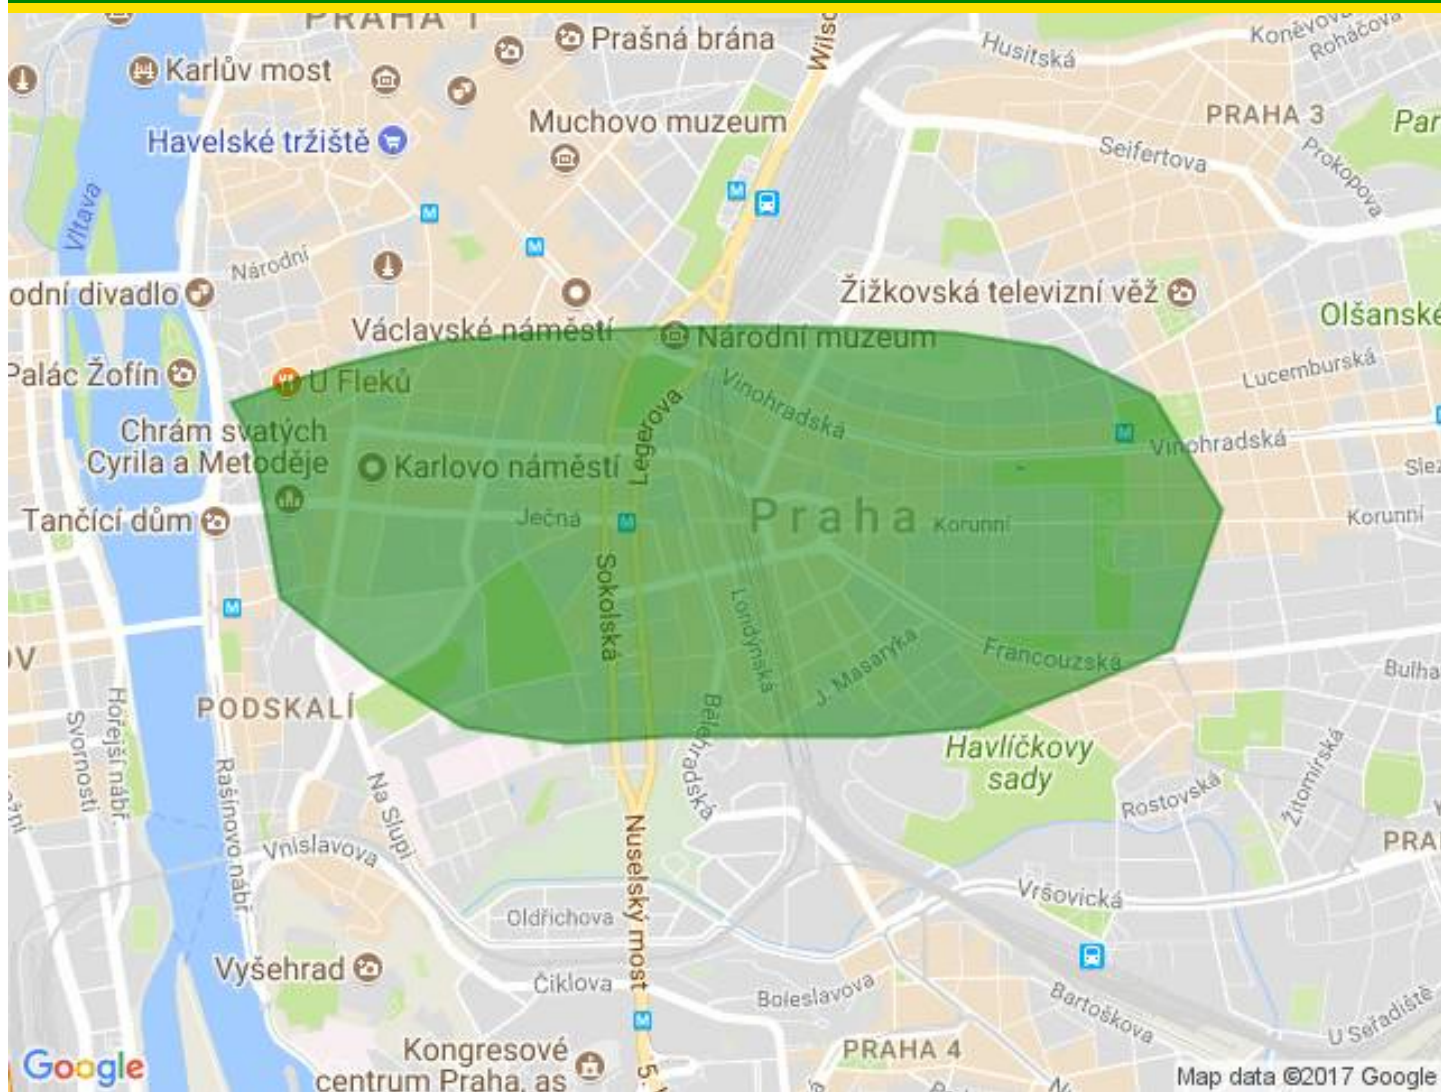 PRAHA 1
Prašná brána
Wilso
Husitská
Koněvova
Roháčova
Karlův most
Muchovo muzeum
PRAHA 3
Par
Havelské tržiště
Seifertova
Prokopova
Vltava
Národní
odní divadlo
Žižkovská televizní věž
Olšanské
Václavské náměstí
Národní muzeum
Palác Žofín
U Fleků
Vinohradská
Lucemburská
Chrám svatých
Cyrila a Metoděje
Legerova
Vinohradská
Karlovo náměstí
Slez
Tančící dům
Ječná
Praha
Korunní
Korunní
Sokolská
Londýnská
J. Masaryka
Francouzská
Bulha
OV
PODSKALÍ
Svornosti
Hořejší nábř.
Bělehradská
Havlíčkovy
sady
Rašínovo nábř.
Na Slupi
Rostovská
Žitomírská
Vnislavova
Nuselský most
PRA
Vršovická
Oldřichova
Vyšehrad
Čiklova
Boleslavova
Bartoškova
U Seřadiště
Kongresové
centrum Praha, as
PRAHA 4
5.
Google
Map data ©2017 Google